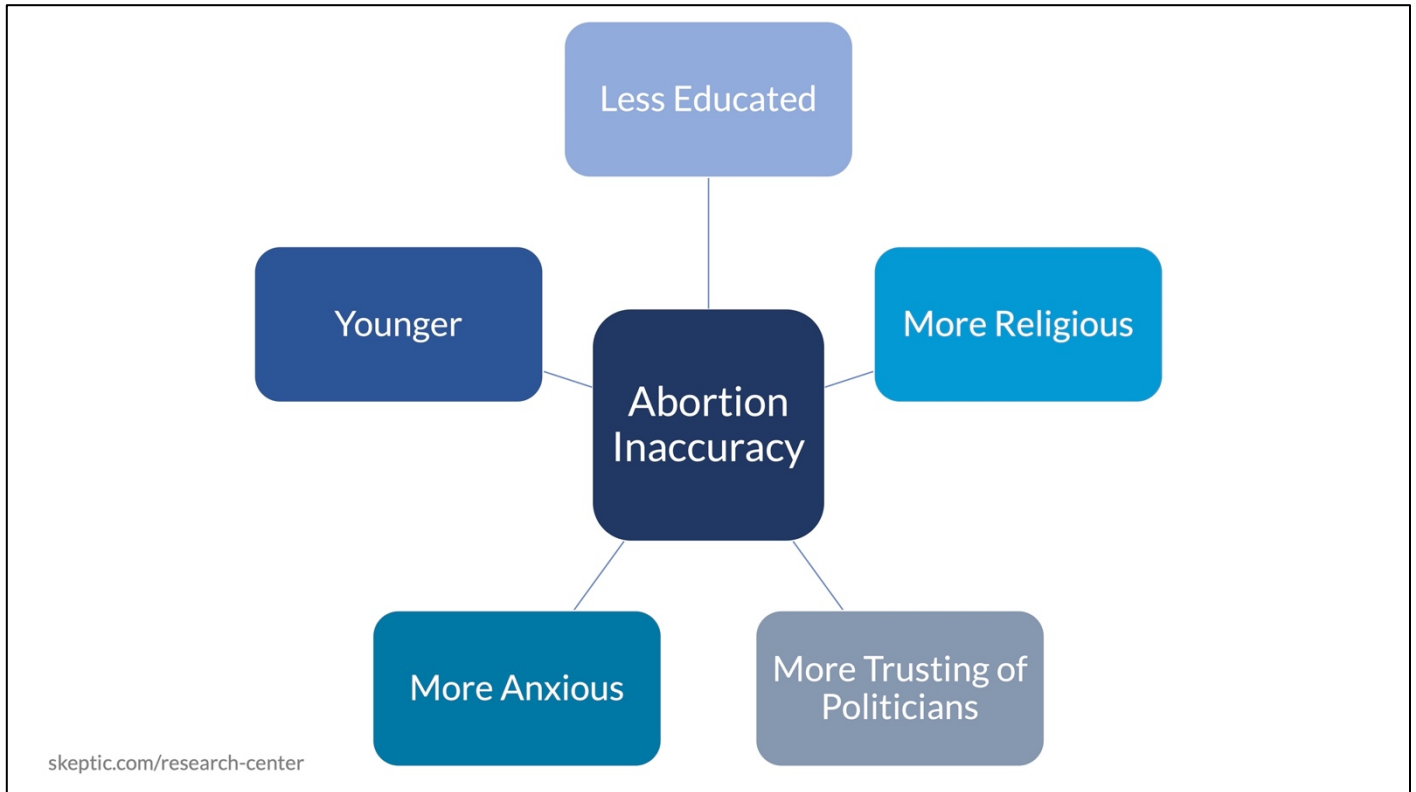 Less Educated
Younger
More Religious
Abortion
Inaccuracy
More Anxious
More Trusting of
Politicians
skeptic.com/research-center